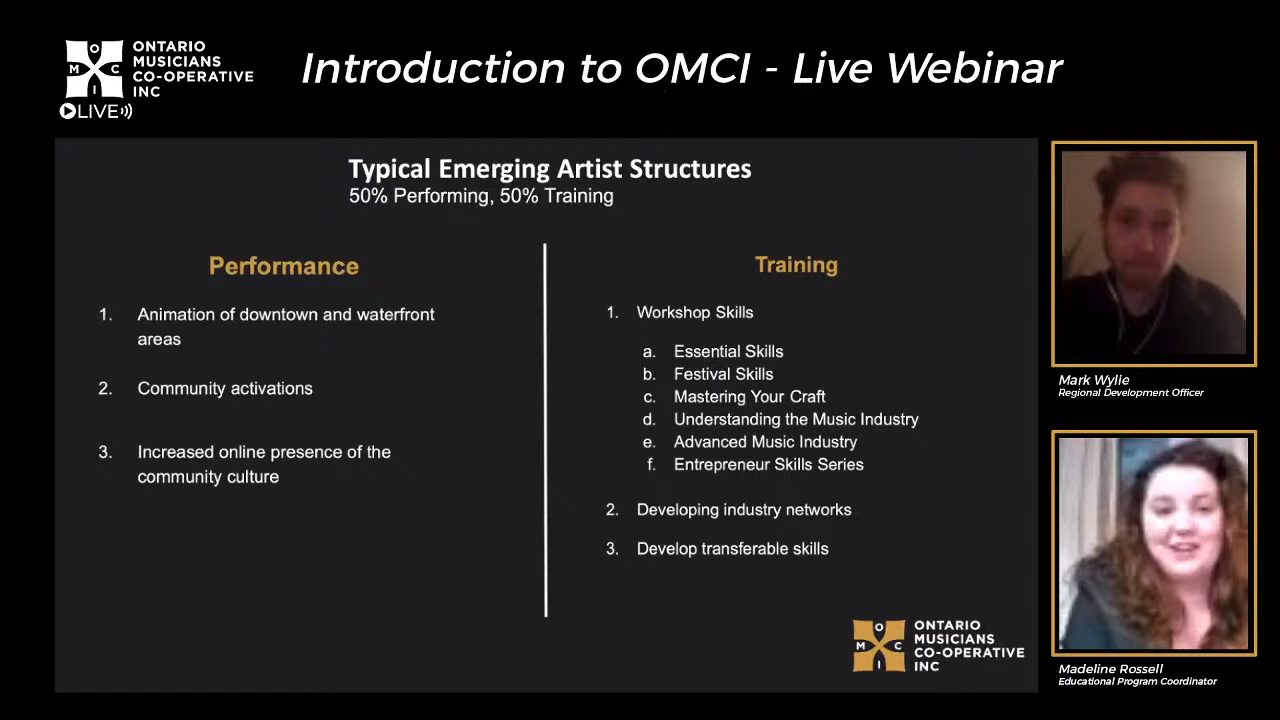 ONTARIO
MUSICIANS
CO-OPERATIVE
INC
O
M C
I
LIVE
Introduction to OMCI - Live Webinar
Typical Emerging Artist Structures
50% Performing, 50% Training
Performance
1. Animation of downtown and waterfront
areas
2. Community activations
3. Increased online presence of the
community culture
Training
1. Workshop Skills
a. Essential Skills
b. Festival Skills
c. Mastering Your Craft
d. Understanding the Music Industry
e. Advanced Music Industry
f. Entrepreneur Skills Series
2. Developing industry networks
3. Develop transferable skills
O
M C
I
ONTARIO
MUSICIANS
CO-OPERATIVE
INC
Mark Wylie
Regional Development Officer
Madeline Rossell
Educational Program Coordinator